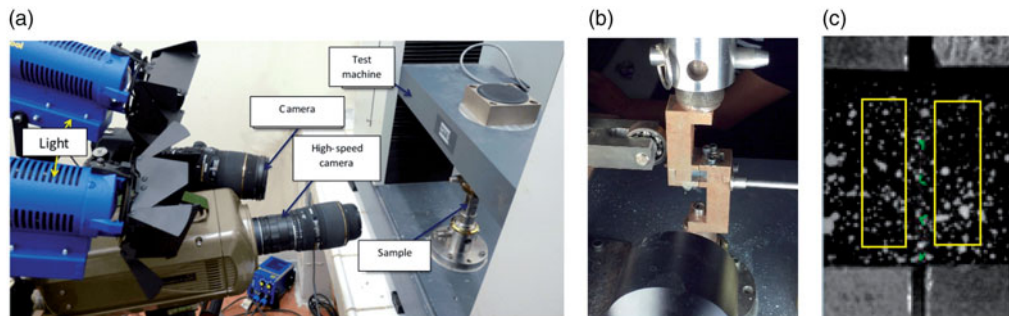 (a)
(b)
(c)
Test
machine
Camera
High-speed
camera
Light
Sample